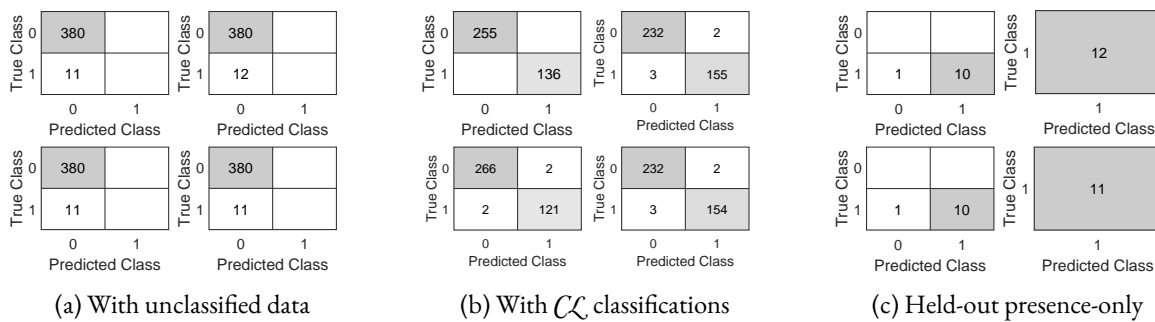 True Class
0
380
1
11
0
1
Predicted Class
True Class
0
380
1
12
0
1
Predicted Class
True Class
0
380
1
11
0
1
Predicted Class
True Class
0
380
1
11
0
1
Predicted Class
(a) With unclassified data
True Class
0
255
1
136
0
1
Predicted Class
True Class
0
232
2
1
3
155
0
1
Predicted Class
True Class
0
266
2
1
2
121
0
1
Predicted Class
True Class
0
232
2
1
3
154
0
1
Predicted Class
(b) With CL classifications
True Class
0
1
1
10
0
1
Predicted Class
True Class
1
12
1
Predicted Class
True Class
0
1
1
10
0
1
Predicted Class
True Class
1
11
1
Predicted Class
(c) Held-out presence-only